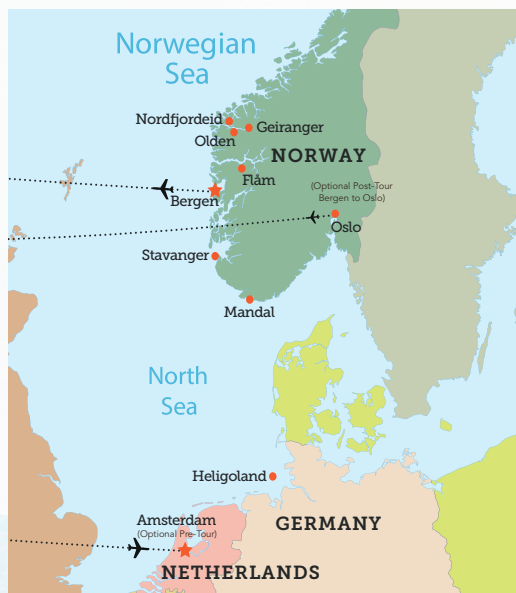 Norwegian
Sea
Nordfjordeid
Olden
Geiranger
NORWAY
Flåm
(Optional Post-Tour
Bergen to Oslo)
Bergen
Oslo
Stavanger
Mandal
North
Sea
Heligoland
Amsterdam
(Optional Pre-Tour)
GERMANY
NETHERLANDS